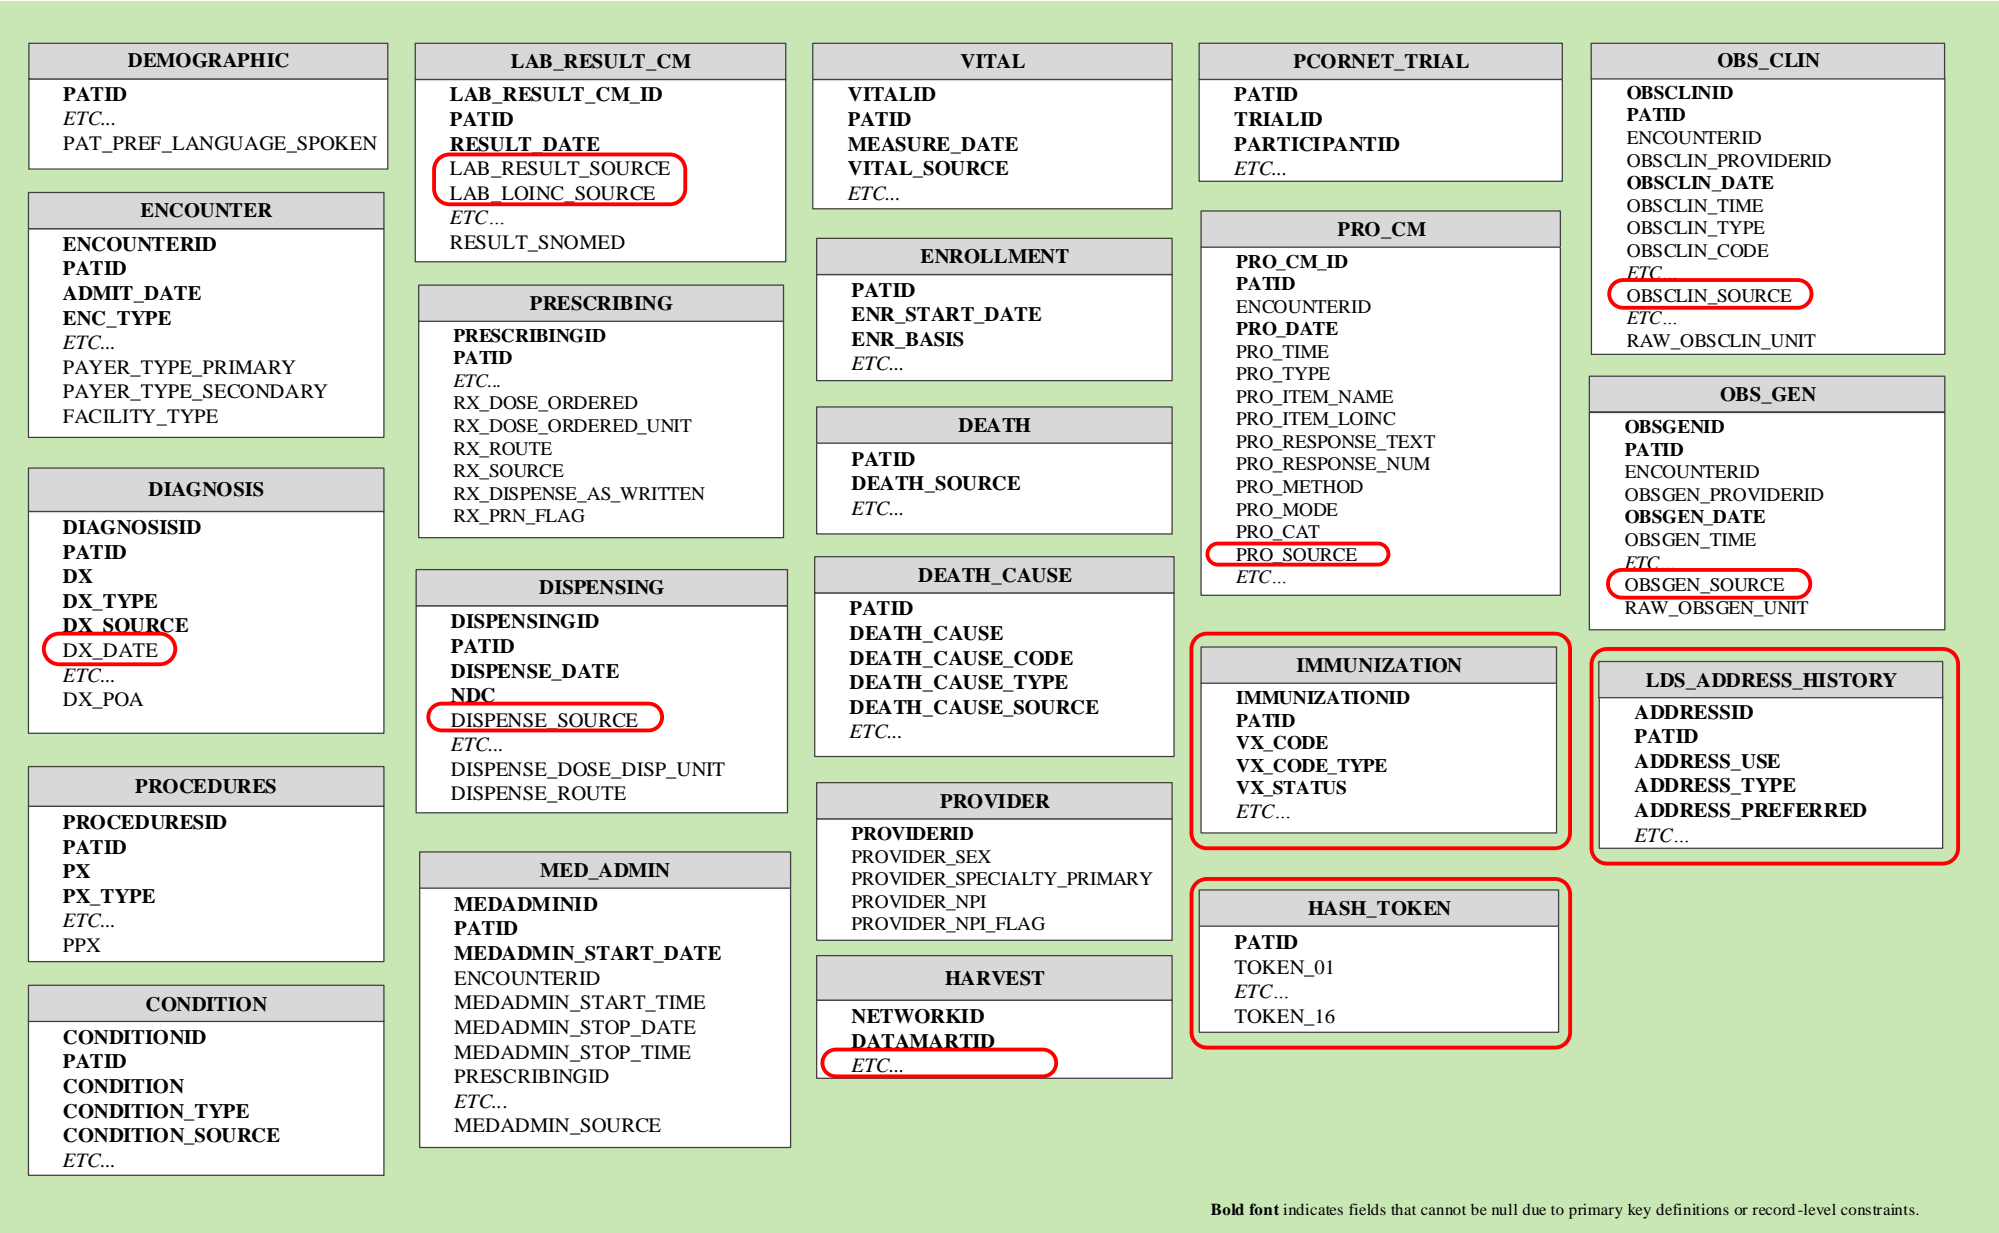 DEMOGRAPHIC
PATID
ETC...
PAT_PREF_LANGUAGE_SPOKEN
ENCOUNTER
ENCOUNTERID
PATID
ADMIT_DATE
ENC_TYPE
ETC...
PAYER_TYPE_PRIMARY
PAYER_TYPE_SECONDARY
FACILITY_TYPE
DIAGNOSIS
DIAGNOSISID
PATID
DX
DX_TYPE
DX_SOURCE
DX_DATE
ETC...
DX_POA
PROCEDURES
PROCEDURESID
PATID
PX
PX_TYPE
ETC...
PPX
CONDITION
CONDITIONID
PATID
CONDITION
CONDITION_TYPE
CONDITION_SOURCE
ETC...
LAB_RESULT_CM
LAB_RESULT_CM_ID
PATID
RESULT_DATE
LAB_RESULT_SOURCE
LAB_LOINC_SOURCE
ETC...
RESULT_SNOMED
PRESCRIBING
PRESCRIBINGID
PATID
ETC...
RX_DOSE_ORDERED
RX_DOSE_ORDERED_UNIT
RX_ROUTE
RX_SOURCE
RX_DISPENSE_AS_WRITTEN
RX_PRN_FLAG
DISPENSING
DISPENSINGID
PATID
DISPENSE_DATE
NDC
DISPENSE_SOURCE
ETC...
DISPENSE_DOSE_DISP_UNIT
DISPENSE_ROUTE
MED_ADMIN
MEDADMINID
PATID
MEDADMIN_START_DATE
ENCOUNTERID
MEDADMIN_START_TIME
MEDADMIN_STOP_DATE
MEDADMIN_STOP_TIME
PRESCRIBINGID
ETC...
MEDADMIN_SOURCE
VITAL
VITALID
PATID
MEASURE_DATE
VITAL_SOURCE
ETC...
ENROLLMENT
PATID
ENR_START_DATE
ENR_BASIS
ETC...
DEATH
PATID
DEATH_SOURCE
ETC...
DEATH_CAUSE
PATID
DEATH_CAUSE
DEATH_CAUSE_CODE
DEATH_CAUSE_TYPE
DEATH_CAUSE_SOURCE
ETC...
PROVIDER
PROVIDERID
PROVIDER_SEX
PROVIDER_SPECIALTY_PRIMARY
PROVIDER_NPI
PROVIDER_NPI_FLAG
HARVEST
NETWORKID
DATAMARTID
ETC...
PCORNET_TRIAL
PATID
TRIALID
PARTICIPANTID
ETC...
PRO_CM
PRO_CM_ID
PATID
ENCOUNTERID
PRO_DATE
PRO_TIME
PRO_TYPE
PRO_ITEM_NAME
PRO_ITEM_LOINC
PRO_RESPONSE_TEXT
PRO_RESPONSE_NUM
PRO_METHOD
PRO_MODE
PRO_CAT
PRO_SOURCE
ETC...
IMMUNIZATION
IMMUNIZATIONID
PATID
VX_CODE
VX_CODE_TYPE
VX_STATUS
ETC...
HASH_TOKEN
PATID
TOKEN_01
ETC...
TOKEN_16
OBS_CLIN
OBSCLINID
PATID
ENCOUNTERID
OBSCLIN_PROVIDERID
OBSCLIN_DATE
OBSCLIN_TIME
OBSCLIN_TYPE
OBSCLIN_CODE
ETC...
OBSCLIN_SOURCE
ETC...
RAW_OBSCLIN_UNIT
OBS_GEN
OBSGENID
PATID
ENCOUNTERID
OBSGEN_PROVIDERID
OBSGEN_DATE
OBSGEN_TIME
ETC...
OBSGEN_SOURCE
RAW_OBSGEN_UNIT
LDS_ADDRESS_HISTORY
ADDRESSID
PATID
ADDRESS_USE
ADDRESS_TYPE
ADDRESS_PREFERRED
ETC...
Bold font indicates fields that cannot be null due to primary key definitions or record-level constraints.